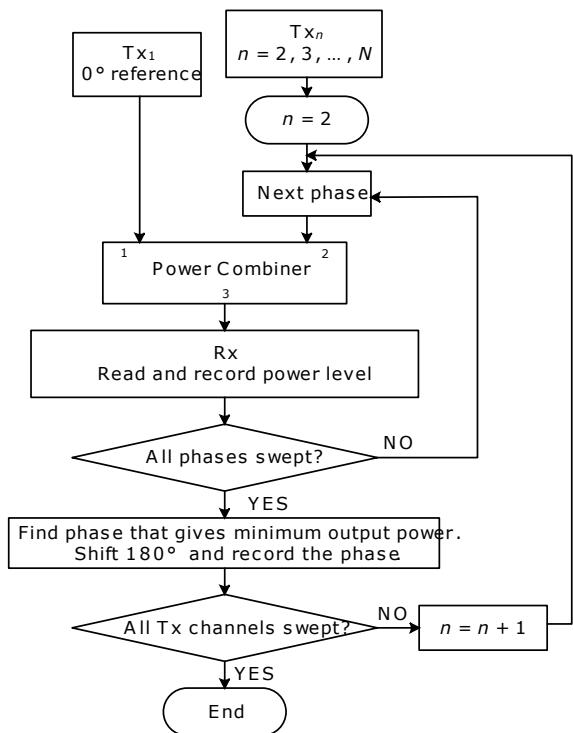 Tx1
0° reference
Txn
n = 2, 3, ..., N
n = 2
Next phase
1
2
Power Combiner
3
Rx
Read and record power level
All phases swept?
NO
YES
Find phase that gives minimum output power.
Shift 180° and record the phase.
All Tx channels swept?
NO
n = n + 1
YES
End